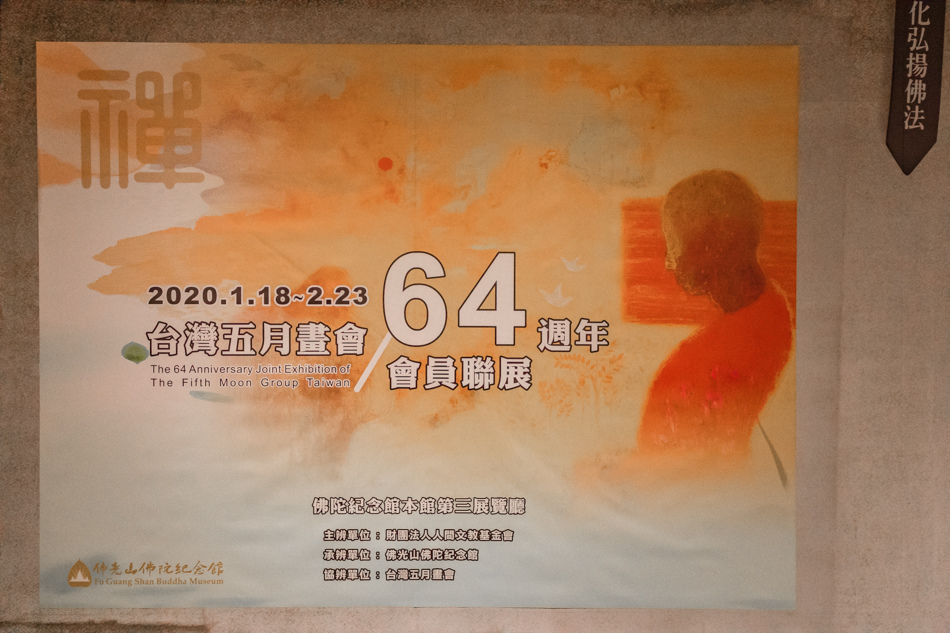 化弘揚佛法
禪
2020.1.18~2.23
台灣五月畫會
64週年
The 64 Anniversary Joint Exhibition of
The Fifth Moon Group Taiwan
會員聯展
佛陀紀念館本館第三展覽廳
主辦單位：財團法人人間文教基金會
承辦單位：佛光山佛陀紀念館
協辦單位：台灣五月畫會
佛光山佛陀紀念館
Fo Guang Shan Buddha Museum